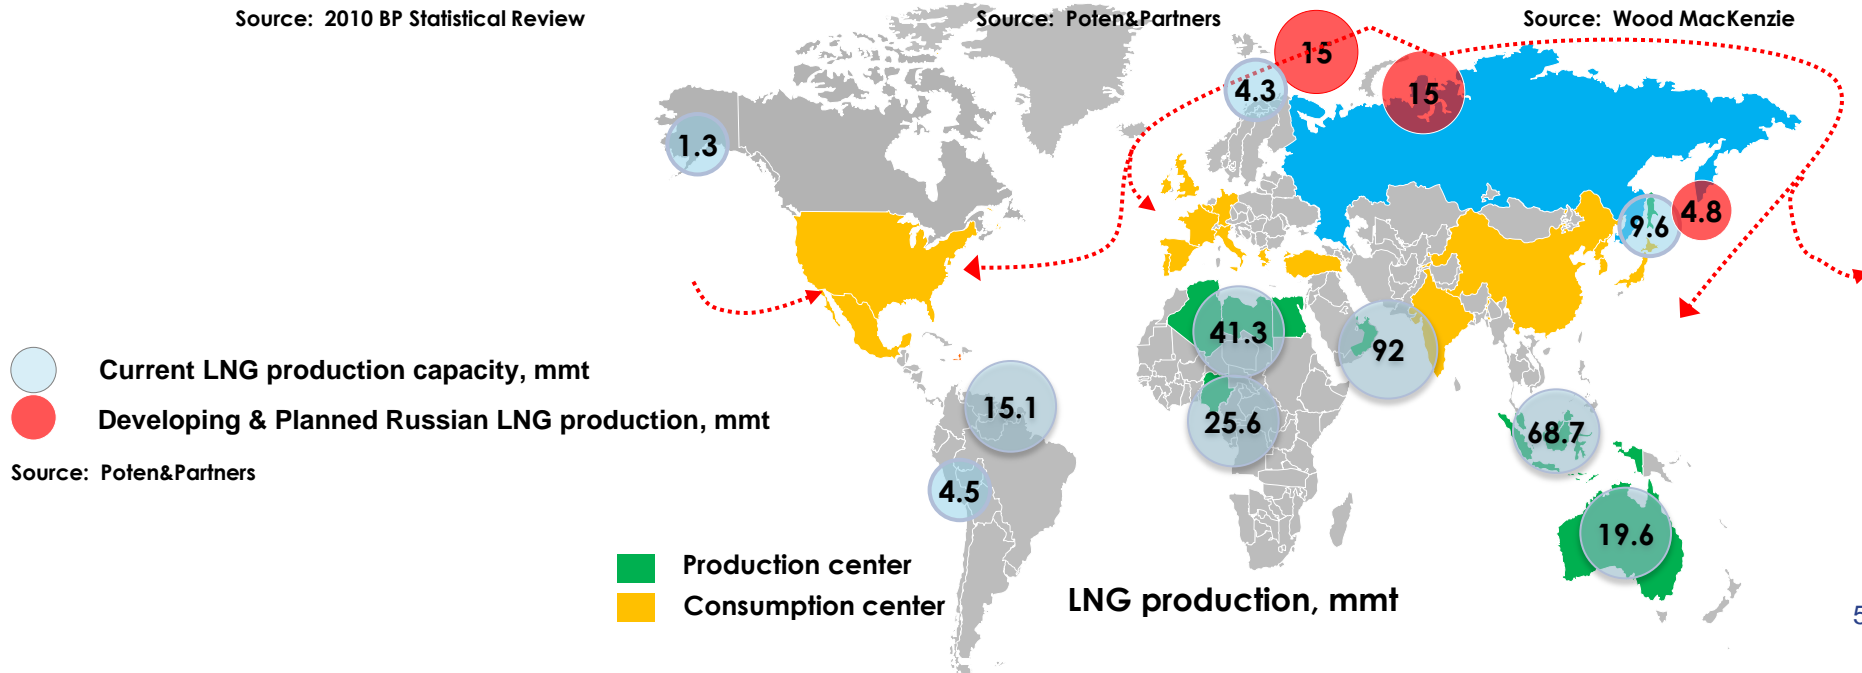 Source:  2010 BP Statistical Review
Source:  Poten&Partners
Source:  Wood MacKenzie
15
4.3
15
1.3
9.6
4.8
41.3
92
Current LNG production capacity, mmt
15.1
Developing & Planned Russian LNG production, mmt
25.6
68.7
Source:  Poten&Partners
4.5
19.6
Production center
Consumption center
LNG production, mmt
5